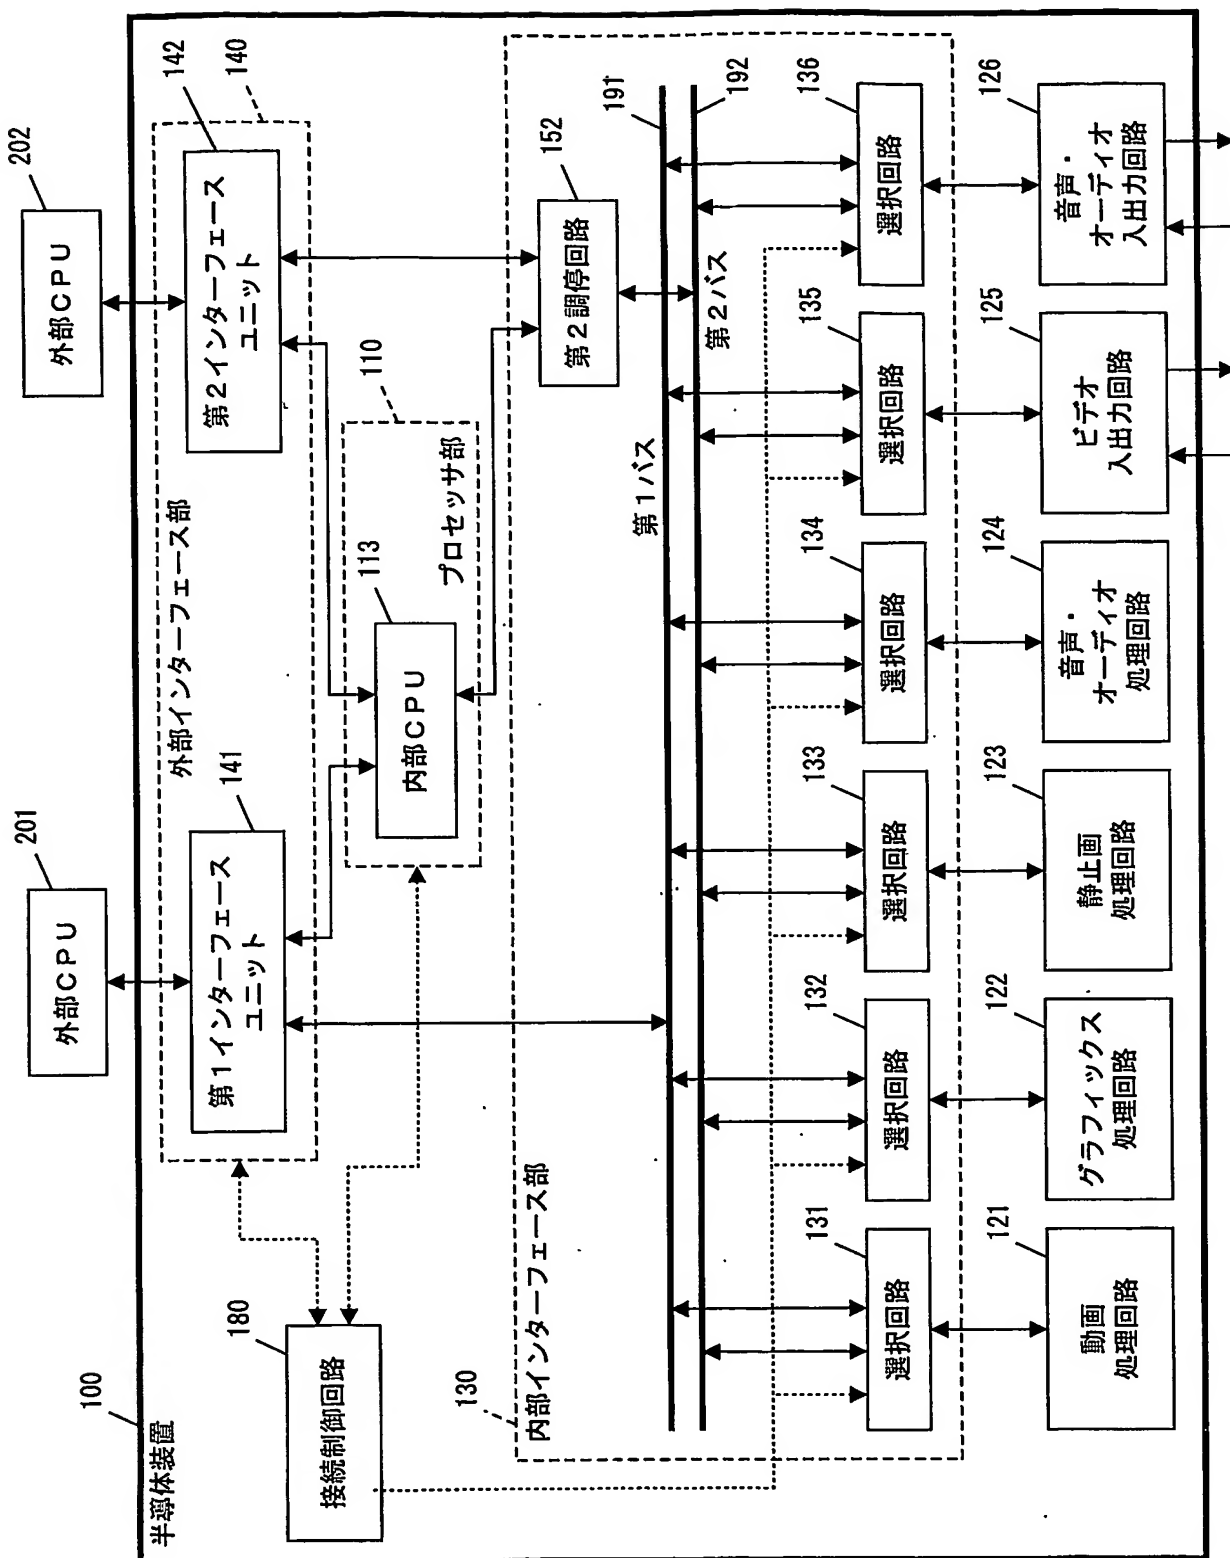 201
外部CPU
202
外部CPU
100
半導体装置
外部インターフェース部
140
141
第1インターフェース
ユニット
142
第2インターフェース
ユニット
180
接続制御回路
プロセッサ部
110
113
内部CPU
130
内部インターフェース部
152
第2調停回路
第1バス
191
第2バス
192
131
選択回路
132
選択回路
133
選択回路
134
選択回路
135
選択回路
136
選択回路
121
動画
処理回路
122
グラフィックス
処理回路
123
静止画
処理回路
124
音声・
オーディオ
処理回路
125
ビデオ
入出力回路
126
音声・
オーディオ
入出力回路